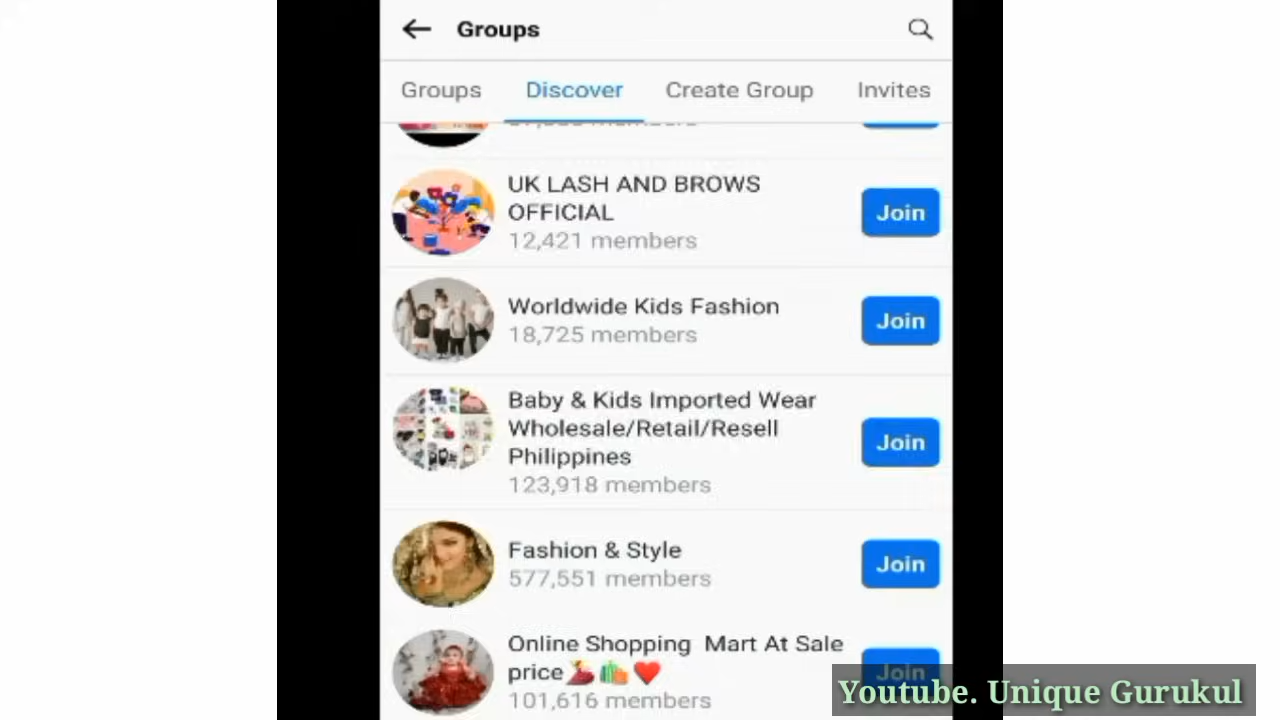 Groups
Groups Discover Create Group Invites
UK LASH AND BROWS
OFFICIAL
12,421 members
Join
Worldwide Kids Fashion
18,725 members
Join
Baby & Kids Imported Wear
Wholesale/Retail/Resell
Philippines
123,918 members
Join
Fashion & Style
577,551 members
Join
Online Shopping Mart At Sale
price💃🛍️❤️
101,616 members
Join
Youtube. Unique Gurukul